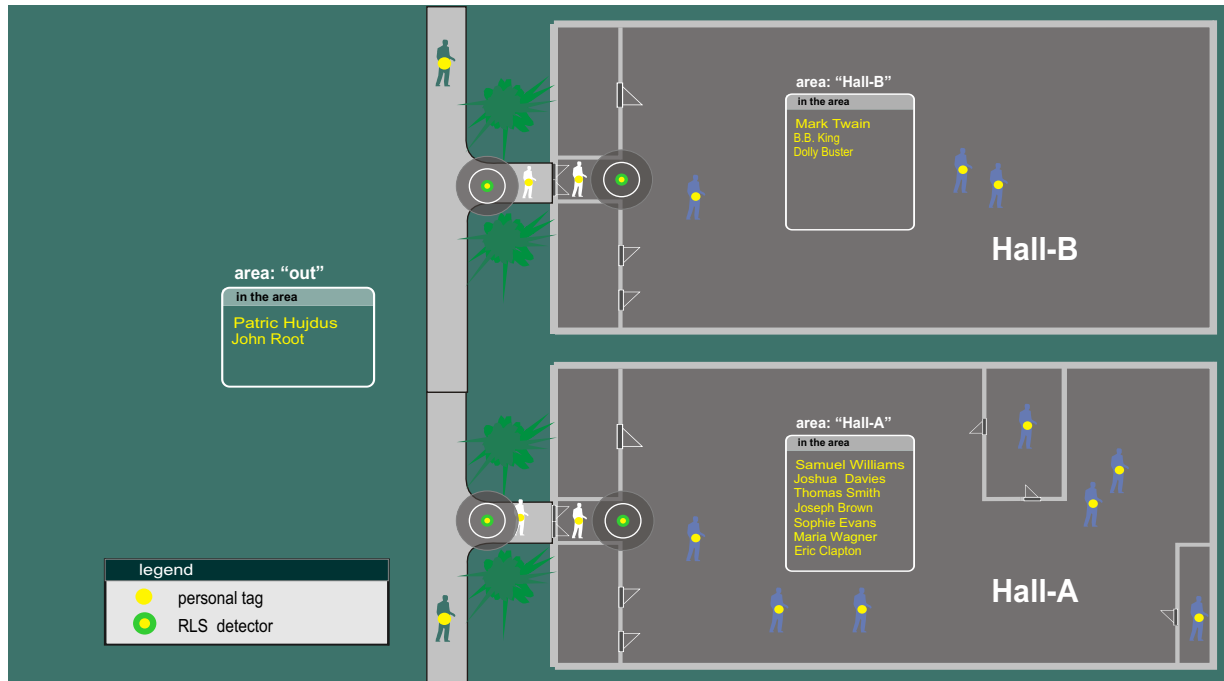 area: “Hall-B”
in the area
Mark Twain
B.B. King
Dolly Buster
Hall-B
area: “out”
in the area
Patric Hujdus
John Root
area: “Hall-A”
in the area
Samuel Williams
Joshua Davies
Thomas Smith
Joseph Brown
Sophie Evans
Maria Wagner
Eric Clapton
Hall-A
legend
personal tag
RLS detector